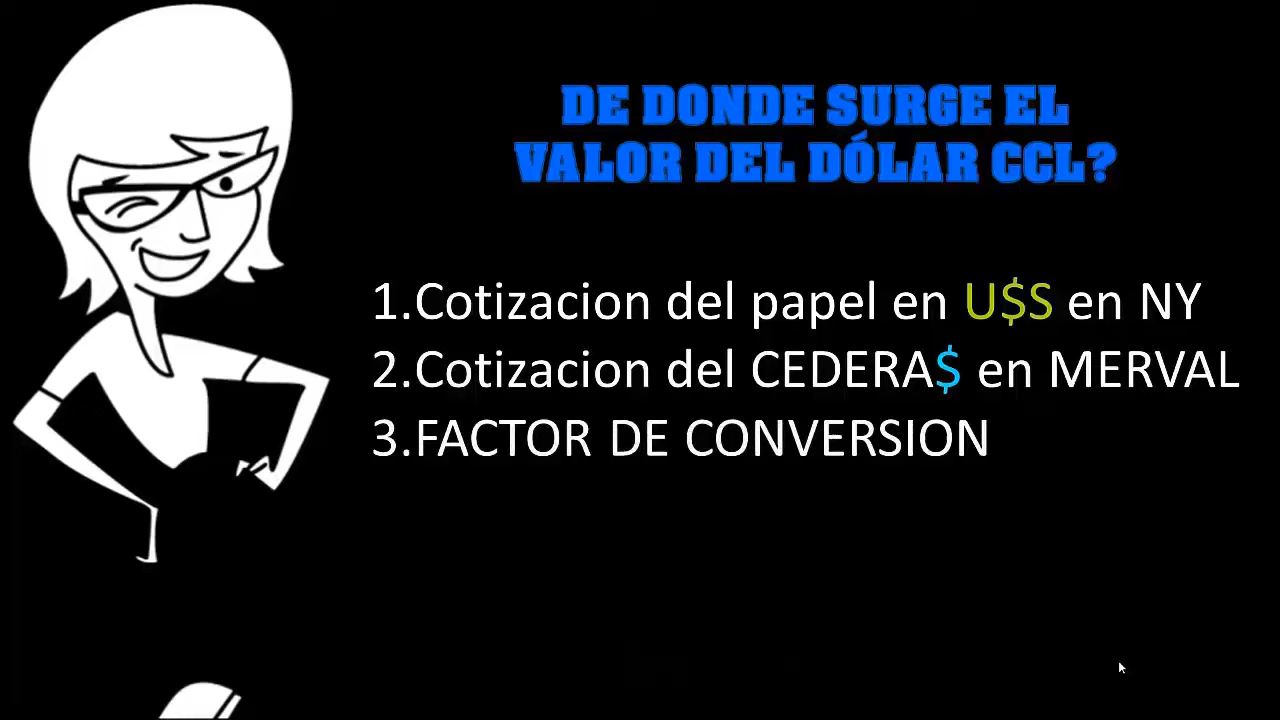 DE DONDE SURGE EL
VALOR DEL DÓLAR CCL?
1.Cotizacion del papel en U$S en NY
2.Cotizacion del CEDERA$ en MERVAL
3.FACTOR DE CONVERSION